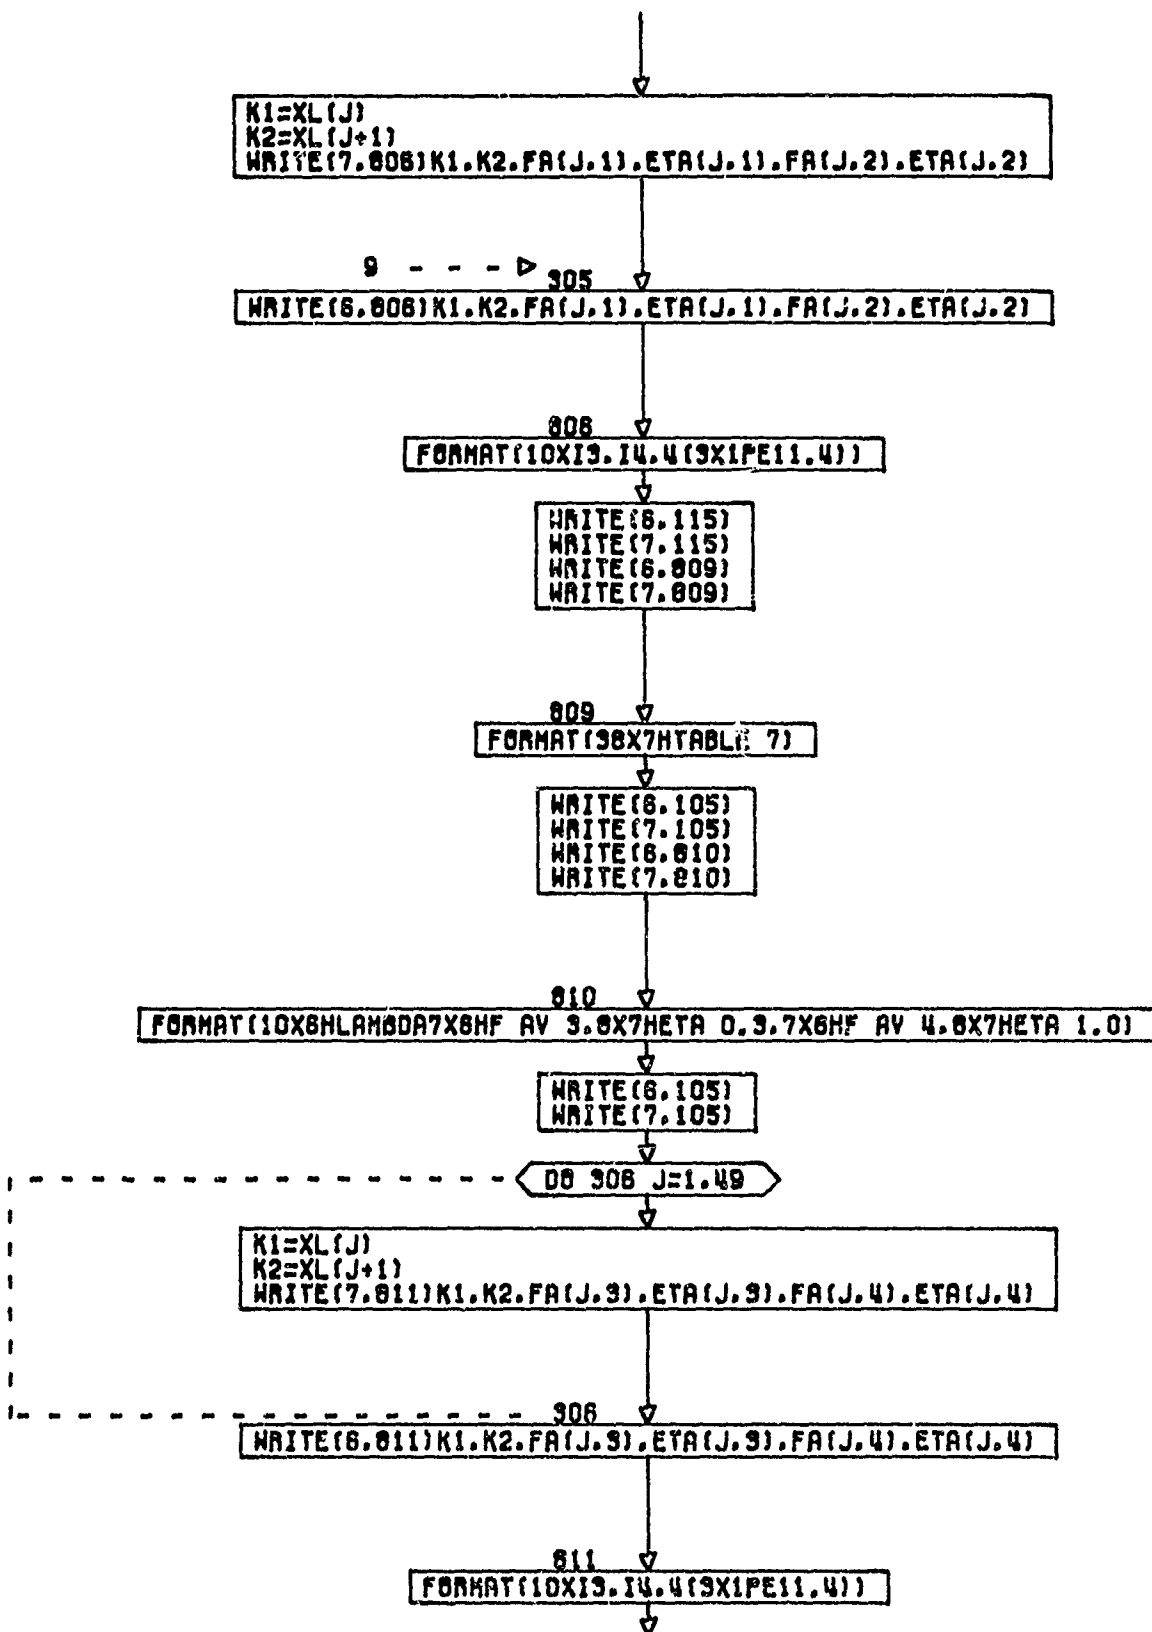 K1=XL(J)
K2=XL(J+1)
WRITE(7,806)K1,K2,FA(J,1),ETA(J,1),FA(J,2),ETA(J,2)
9 - - - ▷ 305
WRITE(6,806)K1,K2,FA(J,1),ETA(J,1),FA(J,2),ETA(J,2)
806
FORMAT(10XI3,I4,4(3X1PE11.4))
WRITE(6,115)
WRITE(7,115)
WRITE(6,809)
WRITE(7,809)
809
FORMAT(38X7HTABLE 7)
WRITE(6,105)
WRITE(7,105)
WRITE(6,810)
WRITE(7,810)
810
FORMAT(10X6HLAMBDA7X6HF AV 3,8X7HETA 0.3,7X6HF AV 4,8X7HETA 1.0)
WRITE(6,105)
WRITE(7,105)
DO 306 J=1,49
K1=XL(J)
K2=XL(J+1)
WRITE(7,811)K1,K2,FA(J,3),ETA(J,3),FA(J,4),ETA(J,4)
306
WRITE(6,811)K1,K2,FA(J,3),ETA(J,3),FA(J,4),ETA(J,4)
811
FORMAT(10XI3,I4,4(3X1PE11.4))